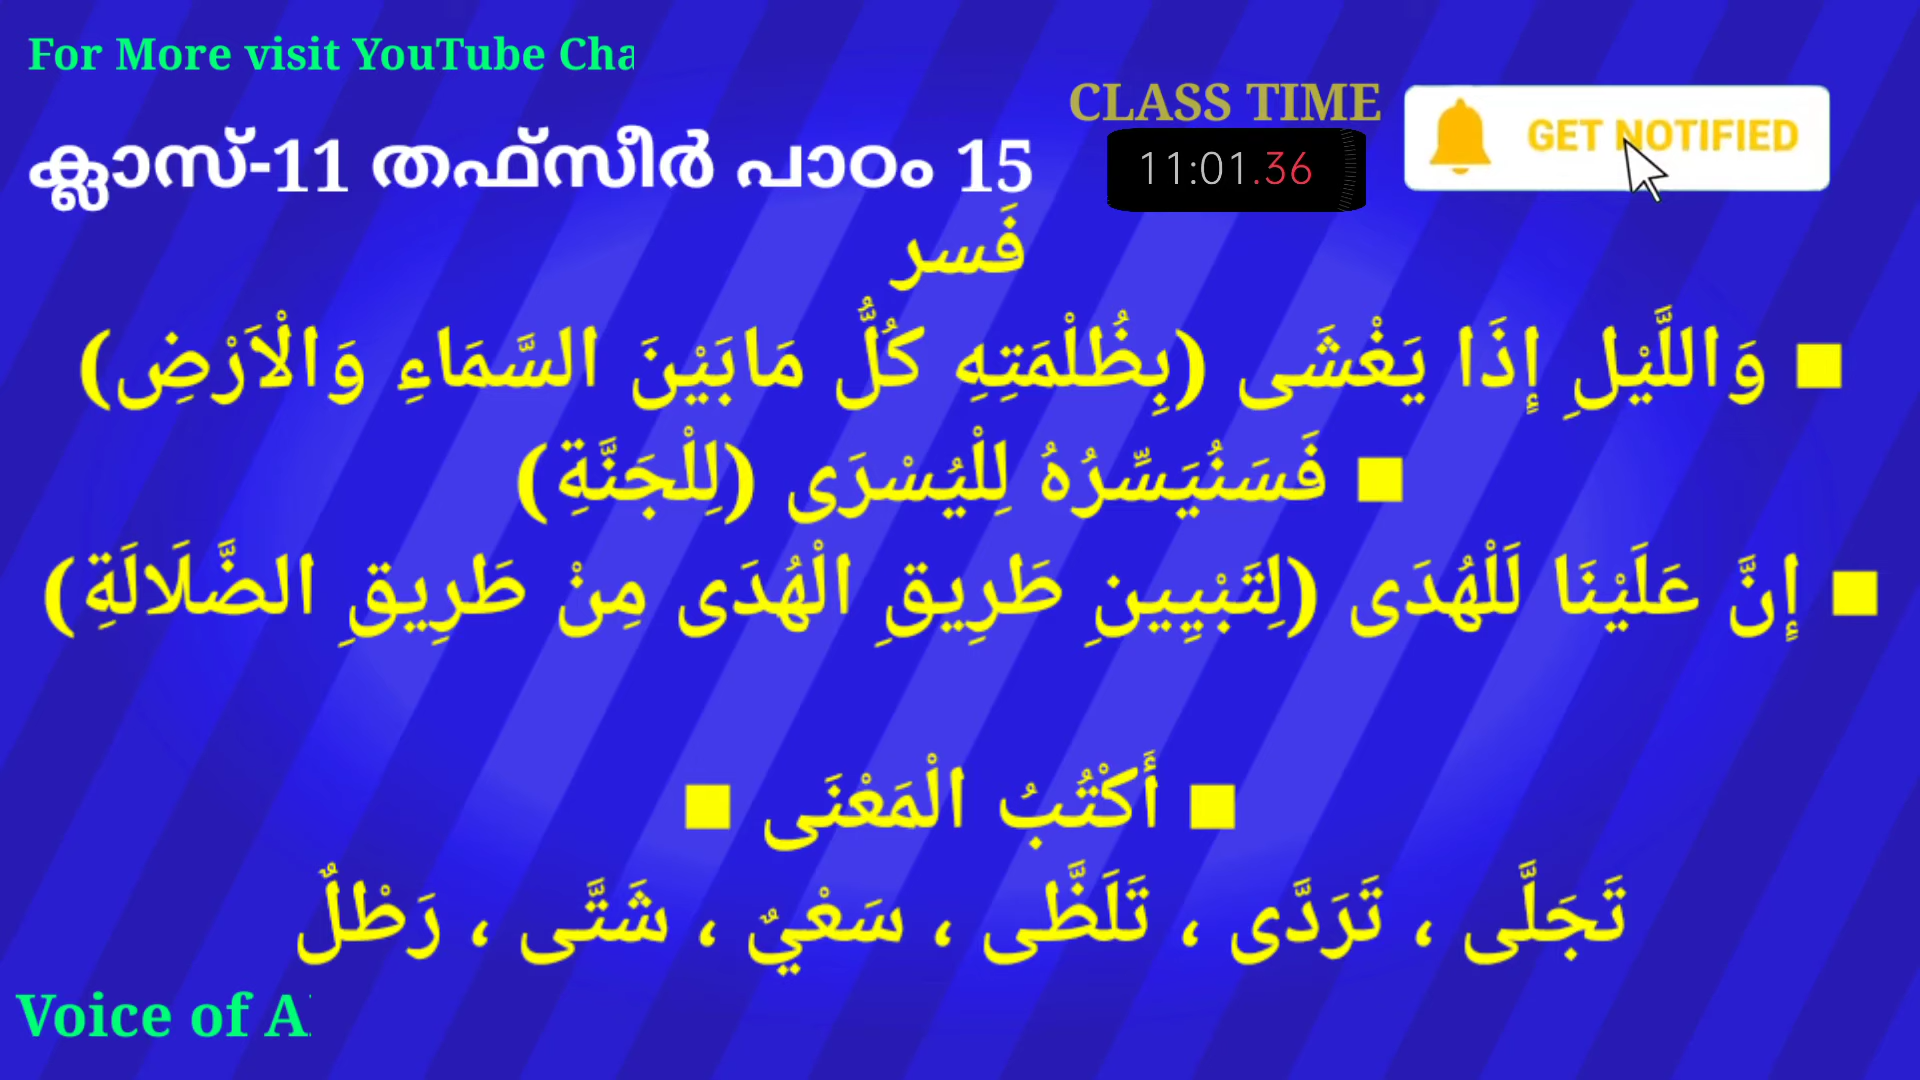 For More visit YouTube Cha
CLASS TIME
GET NOTIFIED
ക്ലാസ്-11 തഫ്സീർ പാഠം 15
11:01.36
فَسر
■ وَاللَّيْلِ إِذَا يَغْشَى (بِظُلْمَتِهِ كُلُّ مَابَيْنَ السَّمَاءِ وَالْاَرْضِ)
■ فَسَنُيَسِّرُهُ لِلْيُسْرَى (لِلْجَنَّةِ)
■ إِنَّ عَلَيْنَا لَلْهُدَى (لِتَبْيِينِ طَرِيقِ الْهُدَى مِنْ طَرِيقِ الضَّلَالَةِ)
■ أَكْتُبُ الْمَعْنَى ■
تَجَلَّى ، تَرَدَّى ، تَلَظَّى ، سَعْيٌ ، شَتَّى ، رَطْلٌ
Voice of A